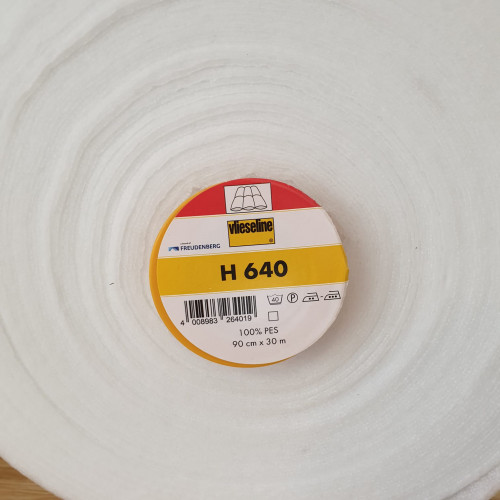 vlieseline
FREUDENBERG
H 640
40 P
4 008983 264019
100% PES
90 cm x 30 m